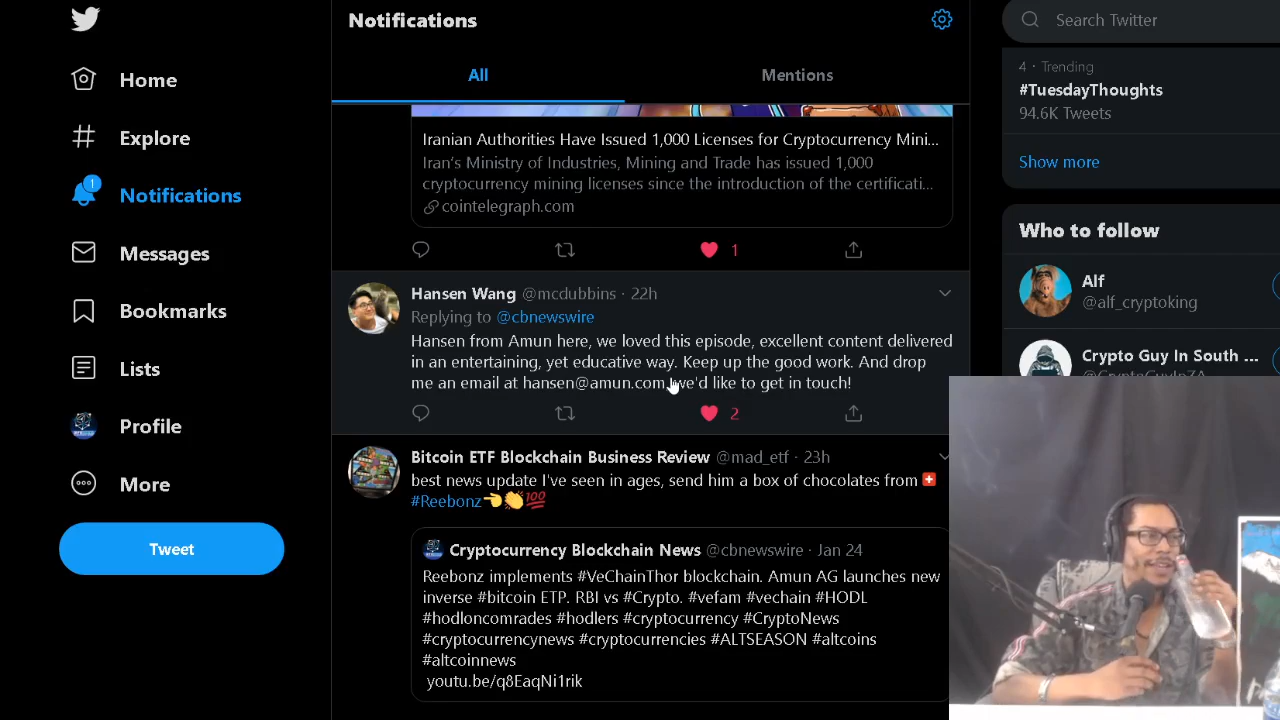 Home
Explore
1
Notifications
Messages
Bookmarks
Lists
Profile
More
Tweet
Notifications
All
Mentions
Iranian Authorities Have Issued 1,000 Licenses for Cryptocurrency Mini...
Iran’s Ministry of Industries, Mining and Trade has issued 1,000
cryptocurrency mining licenses since the introduction of the certificati...
cointelegraph.com
1
Hansen Wang @mcdubbins · 22h
Replying to @cbnewswire
Hansen from Amun here, we loved this episode, excellent content delivered
in an entertaining, yet educative way. Keep up the good work. And drop
me an email at hansen@amun.com we'd like to get in touch!
2
Bitcoin ETF Blockchain Business Review @mad_etf · 23h
best news update I've seen in ages, send him a box of chocolates from 🇨🇭
#Reebonz👈👏💯
Cryptocurrency Blockchain News @cbnewswire · Jan 24
Reebonz implements #VeChainThor blockchain. Amun AG launches new
inverse #bitcoin ETP. RBI vs #Crypto. #vefam #vechain #HODL
#hodloncomrades #hodlers #cryptocurrency #CryptoNews
#cryptocurrencynews #cryptocurrencies #ALTSEASON #altcoins
#altcoinnews
youtu.be/q8EaqNi1rik
Search Twitter
4 · Trending
#TuesdayThoughts
94.6K Tweets
Show more
Who to follow
Alf
@alf_cryptoking
Crypto Guy In South ...
@CryptoGuyInZA